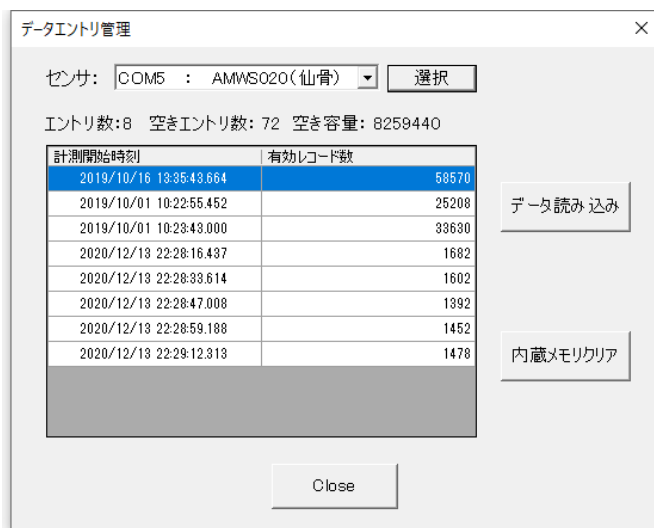 データエントリ管理
センサ: COM5 : AMWS020(仙骨) 選択
エントリ数:8 空きエントリ数: 72 空き容量: 8259440
計測開始時刻 有効レコード数
2019/10/16 13:35:43.664 58570
2019/10/01 10:22:55.452 25208
2019/10/01 10:23:43.000 33630
2020/12/13 22:28:16.437 1682
2020/12/13 22:28:33.614 1602
2020/12/13 22:28:47.008 1392
2020/12/13 22:28:59.188 1452
2020/12/13 22:29:12.313 1478
データ読み込み
内蔵メモリクリア
Close